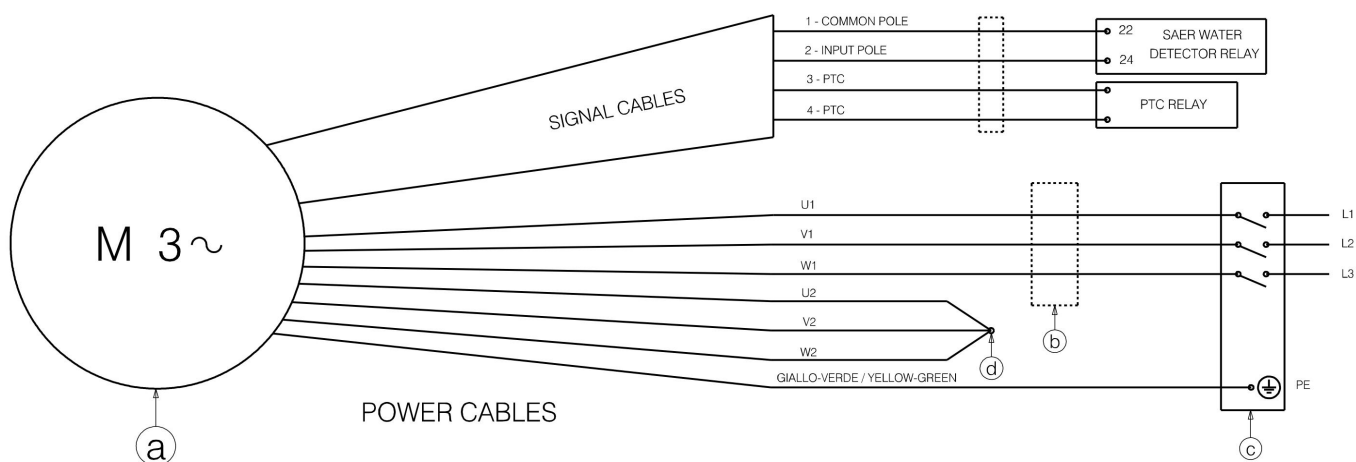 1 - COMMON POLE
2 - INPUT POLE
3 - PTC
4 - PTC
22
24
SAER WATER
DETECTOR RELAY
PTC RELAY
SIGNAL CABLES
M 3~
U1
V1
W1
U2
V2
W2
GIALLO-VERDE / YELLOW-GREEN
L1
L2
L3
PE
POWER CABLES
a
b
c
d